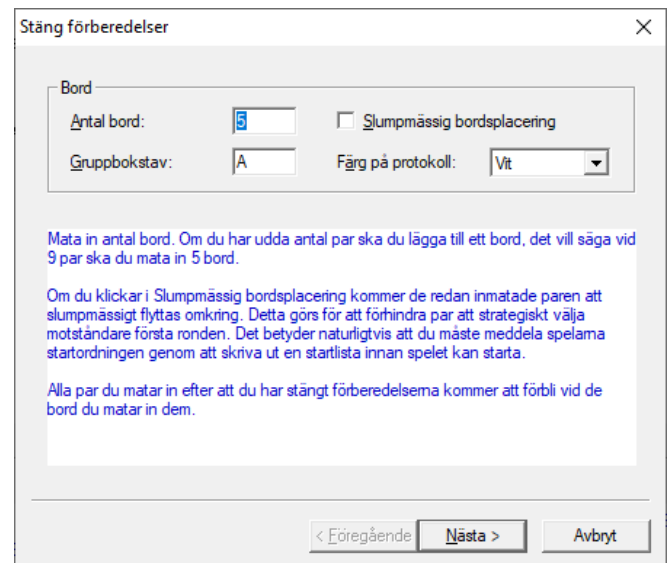 Stäng förberedelser
Bord
Antal bord: 5 Slumpmässig bordsplacering
Gruppbokstav: A Färg på protokoll: Vit
Mata in antal bord. Om du har udda antal par ska du lägga till ett bord, det vill säga vid
9 par ska du mata in 5 bord.
Om du klickar i Slumpmässig bordsplacering kommer de redan inmatade paren att
slumpmässigt flyttas omkring. Detta görs för att förhindra par att strategiskt välja
motståndare första ronden. Det betyder naturligtvis att du måste meddela spelarna
startordningen genom att skriva ut en startlista innan spelet kan starta.
Alla par du matar in efter att du har stängt förberedelserna kommer att förbli vid de
bord du matar in dem.
< Föregående Nästa > Avbryt